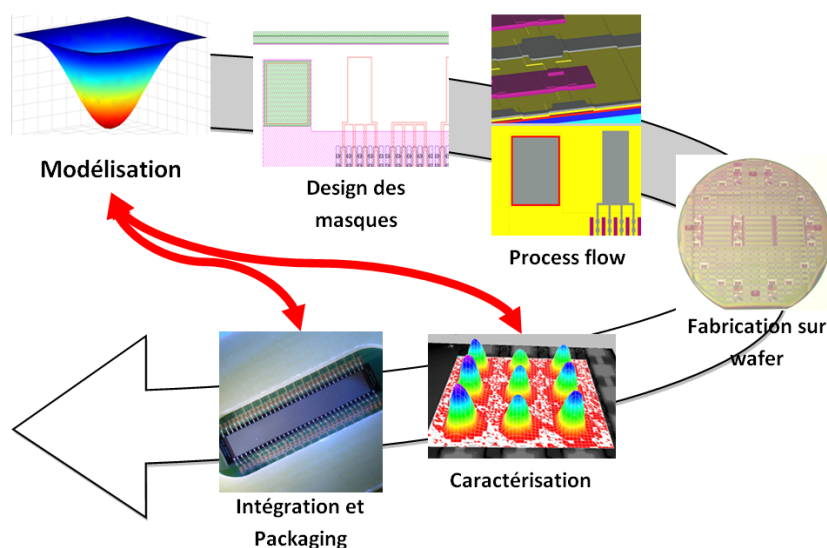 Modélisation
Design des
masques
Process flow
Fabrication sur
wafer
Caractérisation
Intégration et
Packaging